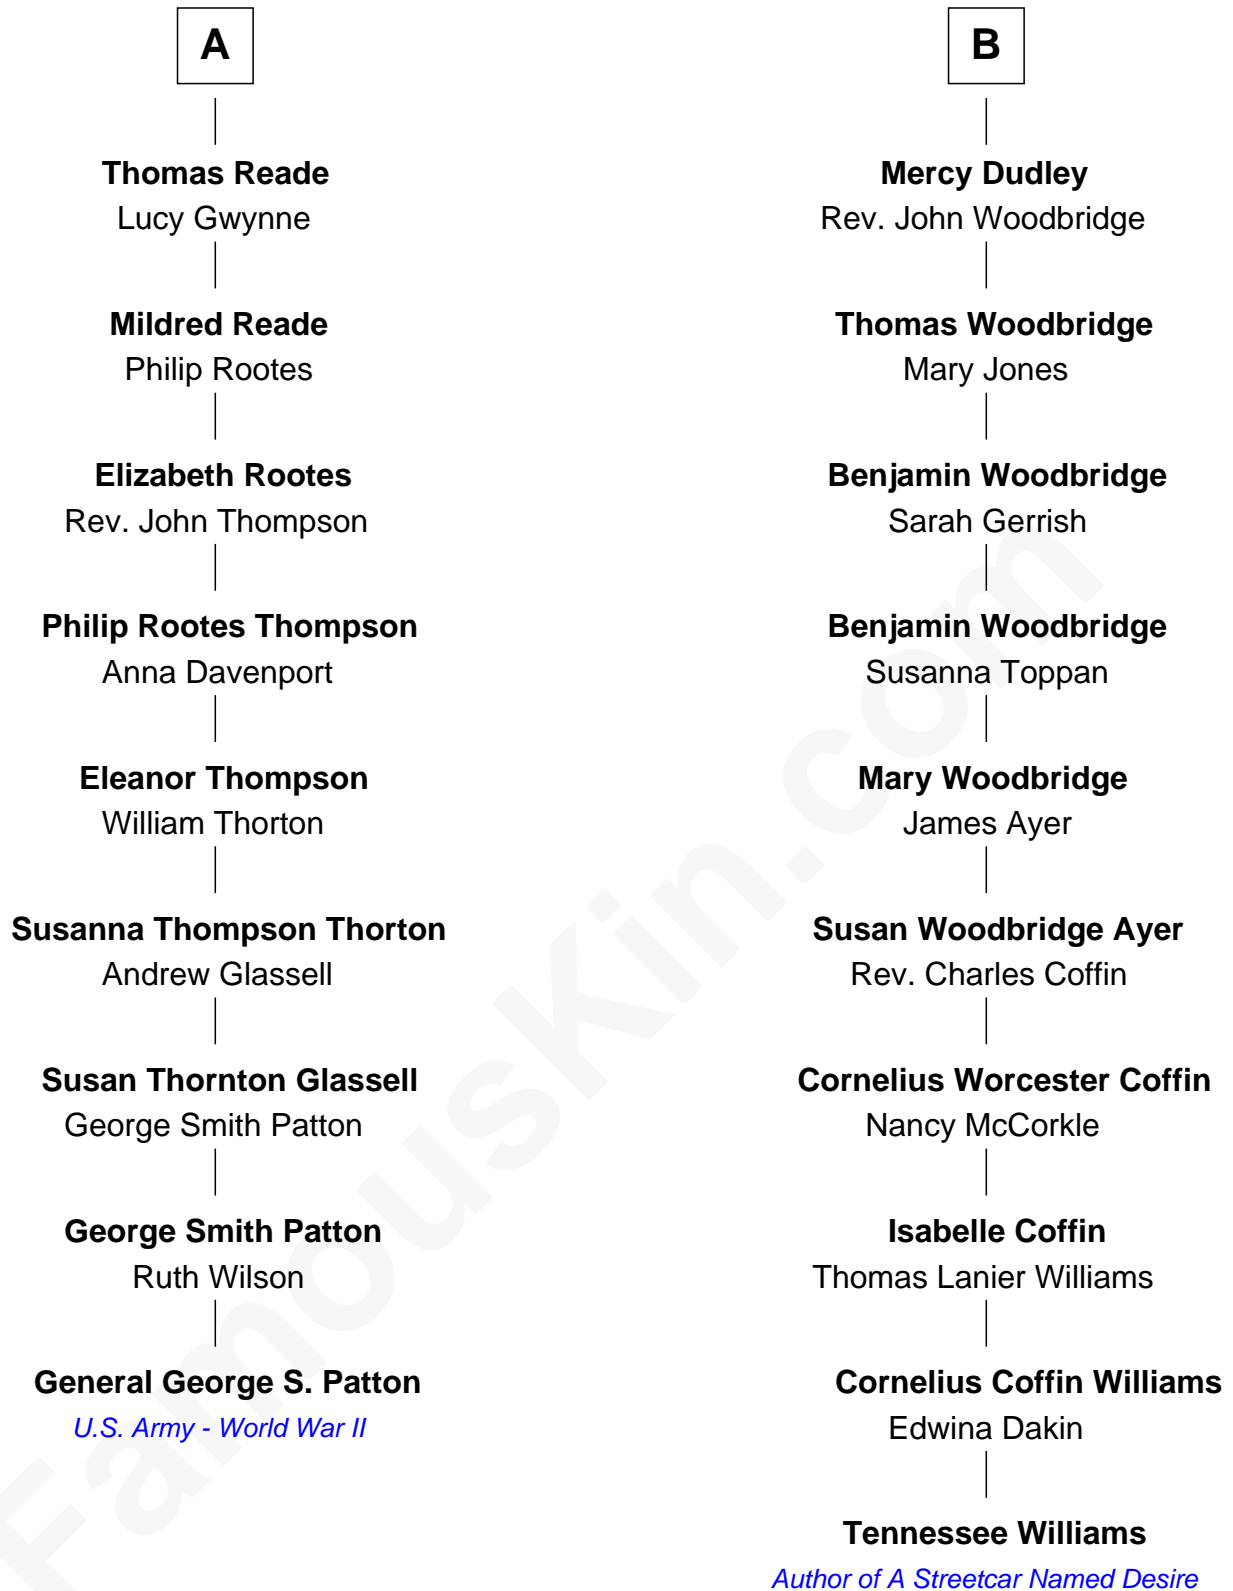 A
Thomas Reade
Lucy Gwynne
Mildred Reade
Philip Rootes
Elizabeth Rootes
Rev. John Thompson
Philip Rootes Thompson
Anna Davenport
Eleanor Thompson
William Thorton
Susanna Thompson Thorton
Andrew Glassell
Susan Thornton Glassell
George Smith Patton
George Smith Patton
Ruth Wilson
General George S. Patton
U.S. Army - World War II
B
Mercy Dudley
Rev. John Woodbridge
Thomas Woodbridge
Mary Jones
Benjamin Woodbridge
Sarah Gerrish
Benjamin Woodbridge
Susanna Toppan
Mary Woodbridge
James Ayer
Susan Woodbridge Ayer
Rev. Charles Coffin
Cornelius Worcester Coffin
Nancy McCorkle
Isabelle Coffin
Thomas Lanier Williams
Cornelius Coffin Williams
Edwina Dakin
Tennessee Williams
Author of A Streetcar Named Desire
FamousKin.com